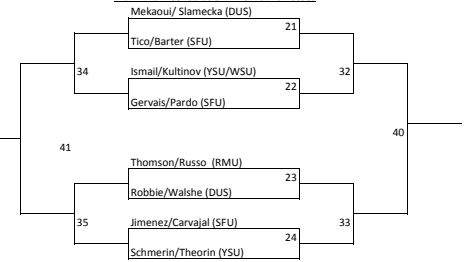 Mekaoui/ Slamecka (DUS)
21
Tico/Barter (SFU)
34
Ismail/Kultinov (YSU/WSU)
32
22
Gervais/Pardo (SFU)
40
41
Thomson/Russo (RMU)
23
Robbie/Walshe (DUS)
35
Jimenez/Carvajal (SFU)
33
24
Schmerin/Theorin (YSU)